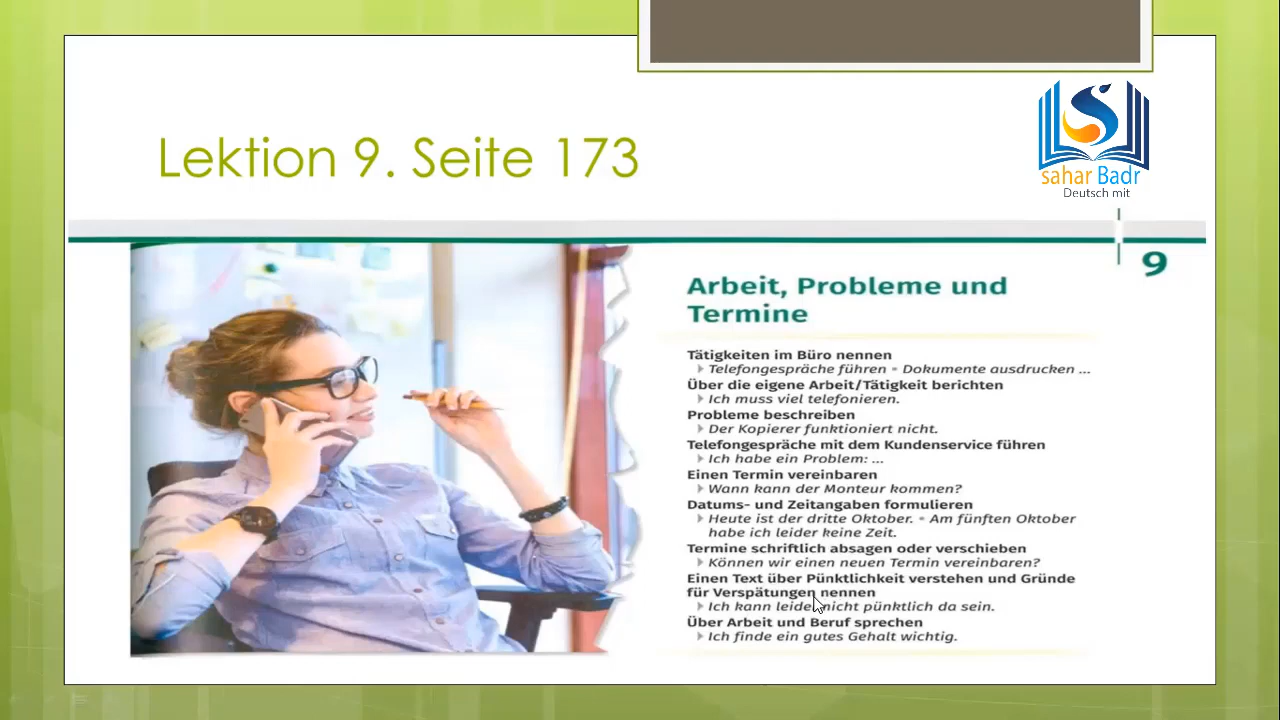 Lektion 9. Seite 173
sahar Badr
Deutsch mit
9
Arbeit, Probleme und
Termine
Tätigkeiten im Büro nennen
Telefongespräche führen • Dokumente ausdrucken ...
Über die eigene Arbeit/Tätigkeit berichten
Ich muss viel telefonieren.
Probleme beschreiben
Der Kopierer funktioniert nicht.
Telefongespräche mit dem Kundenservice führen
Ich habe ein Problem: ...
Einen Termin vereinbaren
Wann kann der Monteur kommen?
Datums- und Zeitangaben formulieren
Heute ist der dritte Oktober. • Am fünften Oktober
habe ich leider keine Zeit.
Termine schriftlich absagen oder verschieben
Können wir einen neuen Termin vereinbaren?
Einen Text über Pünktlichkeit verstehen und Gründe
für Verspätungen nennen
Ich kann leider nicht pünktlich da sein.
Über Arbeit und Beruf sprechen
Ich finde ein gutes Gehalt wichtig.